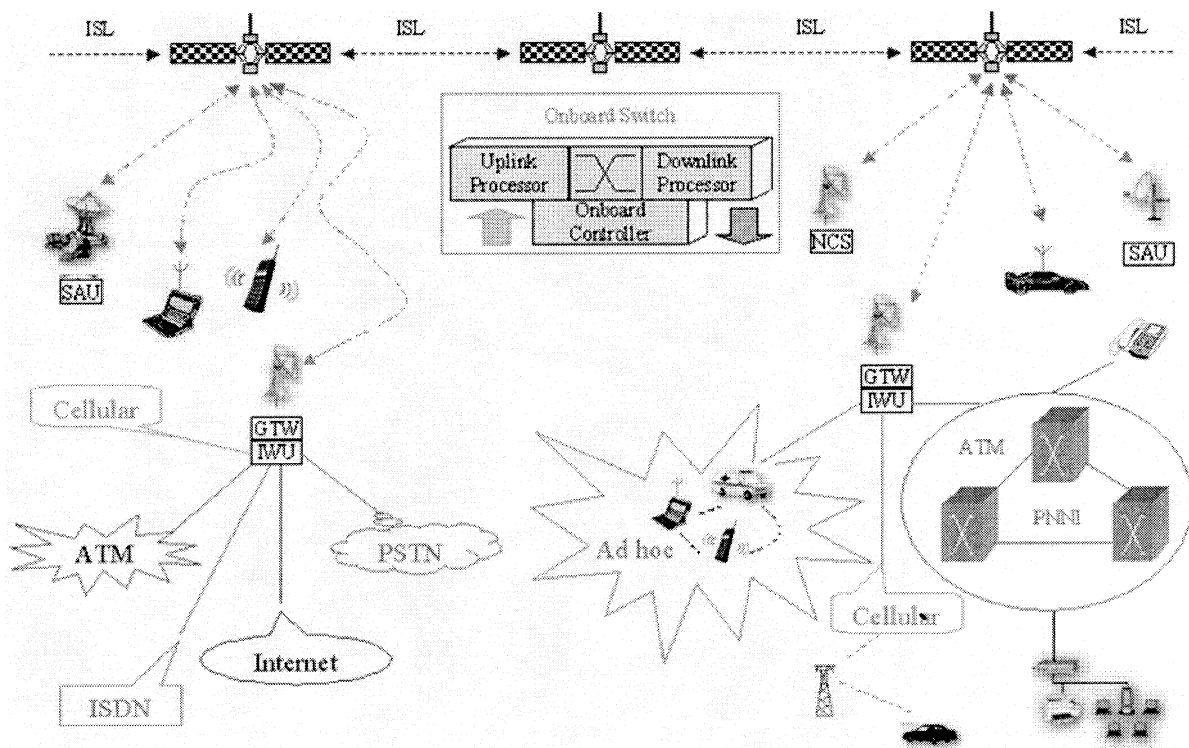 ISL
ISL
ISL
ISL
Onboard Switch
Uplink
Processor
Downlink
Processor
Onboard
Controller
NCS
SAU
SAU
GTW
IWU
Cellular
GTW
IWU
ATM
PNNI
ATM
PSTN
Ad hoc
Cellular
Internet
ISDN